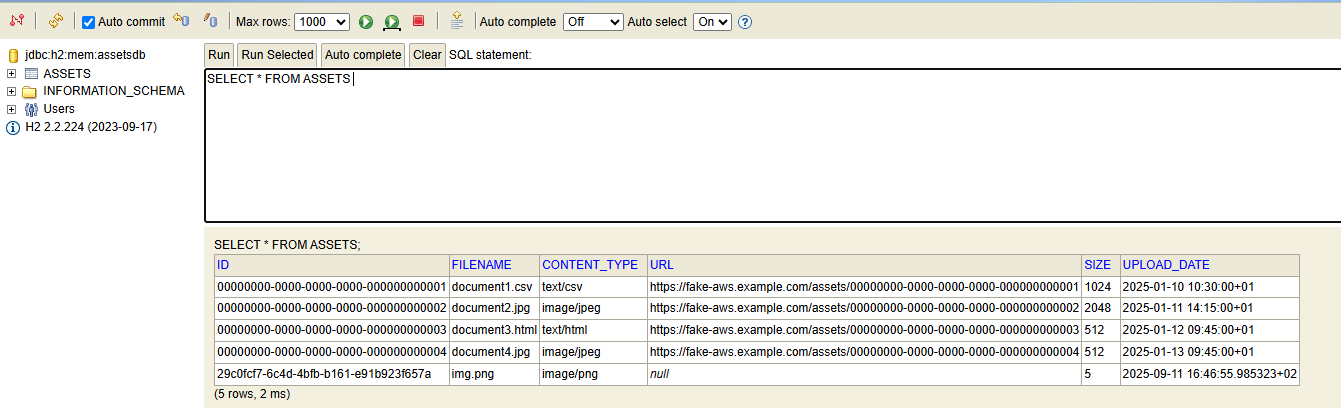 Auto commit Max rows: 1000 Auto complete Off Auto select On ?
jdbc:h2:mem:assetsdb
ASSETS
INFORMATION_SCHEMA
Users
H2 2.2.224 (2023-09-17)
Run Run Selected Auto complete Clear SQL statement:
SELECT * FROM ASSETS
SELECT * FROM ASSETS;
ID FILENAME CONTENT_TYPE URL SIZE UPLOAD_DATE
00000000-0000-0000-0000-000000000001 document1.csv text/csv https://fake-aws.example.com/assets/00000000-0000-0000-0000-000000000001 1024 2025-01-10 10:30:00+01
00000000-0000-0000-0000-000000000002 document2.jpg image/jpeg https://fake-aws.example.com/assets/00000000-0000-0000-0000-000000000002 2048 2025-01-11 14:15:00+01
00000000-0000-0000-0000-000000000003 document3.html text/html https://fake-aws.example.com/assets/00000000-0000-0000-0000-000000000003 512 2025-01-12 09:45:00+01
00000000-0000-0000-0000-000000000004 document4.jpg image/jpeg https://fake-aws.example.com/assets/00000000-0000-0000-0000-000000000004 512 2025-01-13 09:45:00+01
29c0fcf7-6c4d-4bfb-b161-e91b923f657a img.png image/png null 5 2025-09-11 16:46:55.985323+02
(5 rows, 2 ms)